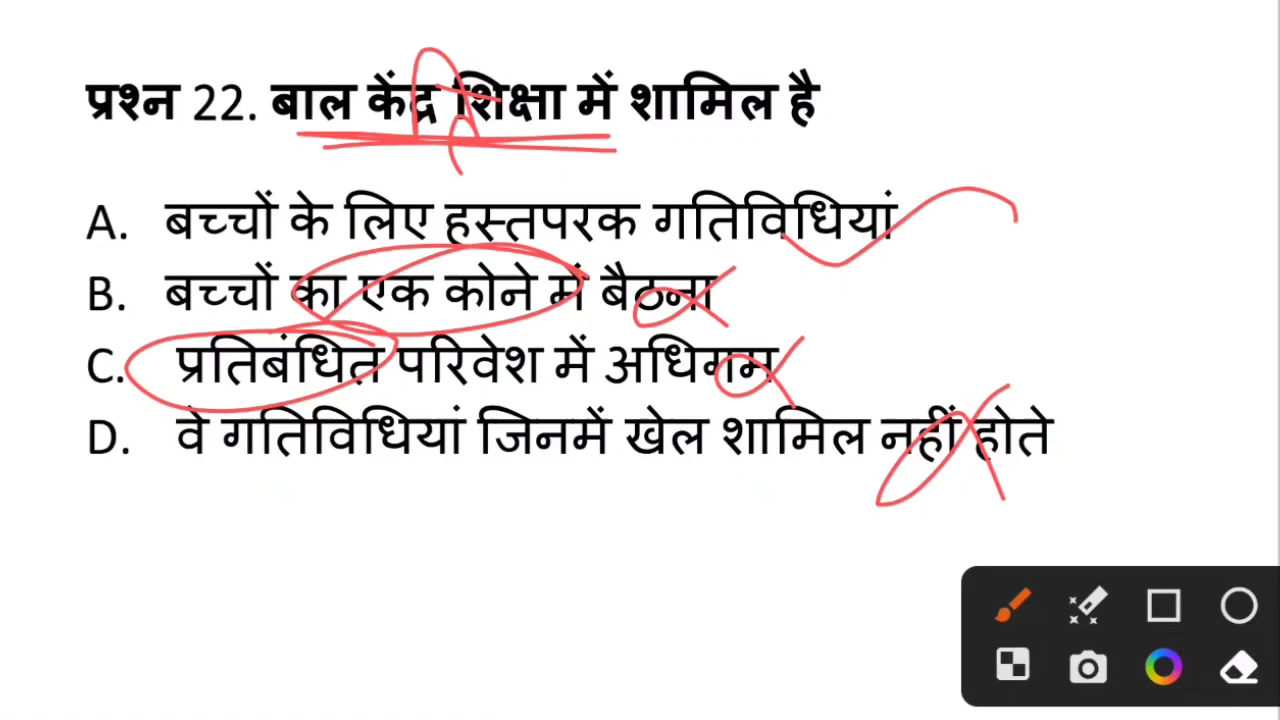 प्रश्न 22. बाल केंद्र शिक्षा में शामिल है
A. बच्चों के लिए हस्तपरक गतिविधियां
B. बच्चों का एक कोने में बैठना
C. प्रतिबंधित परिवेश में अधिगम
D. वे गतिविधियां जिनमें खेल शामिल नहीं होते